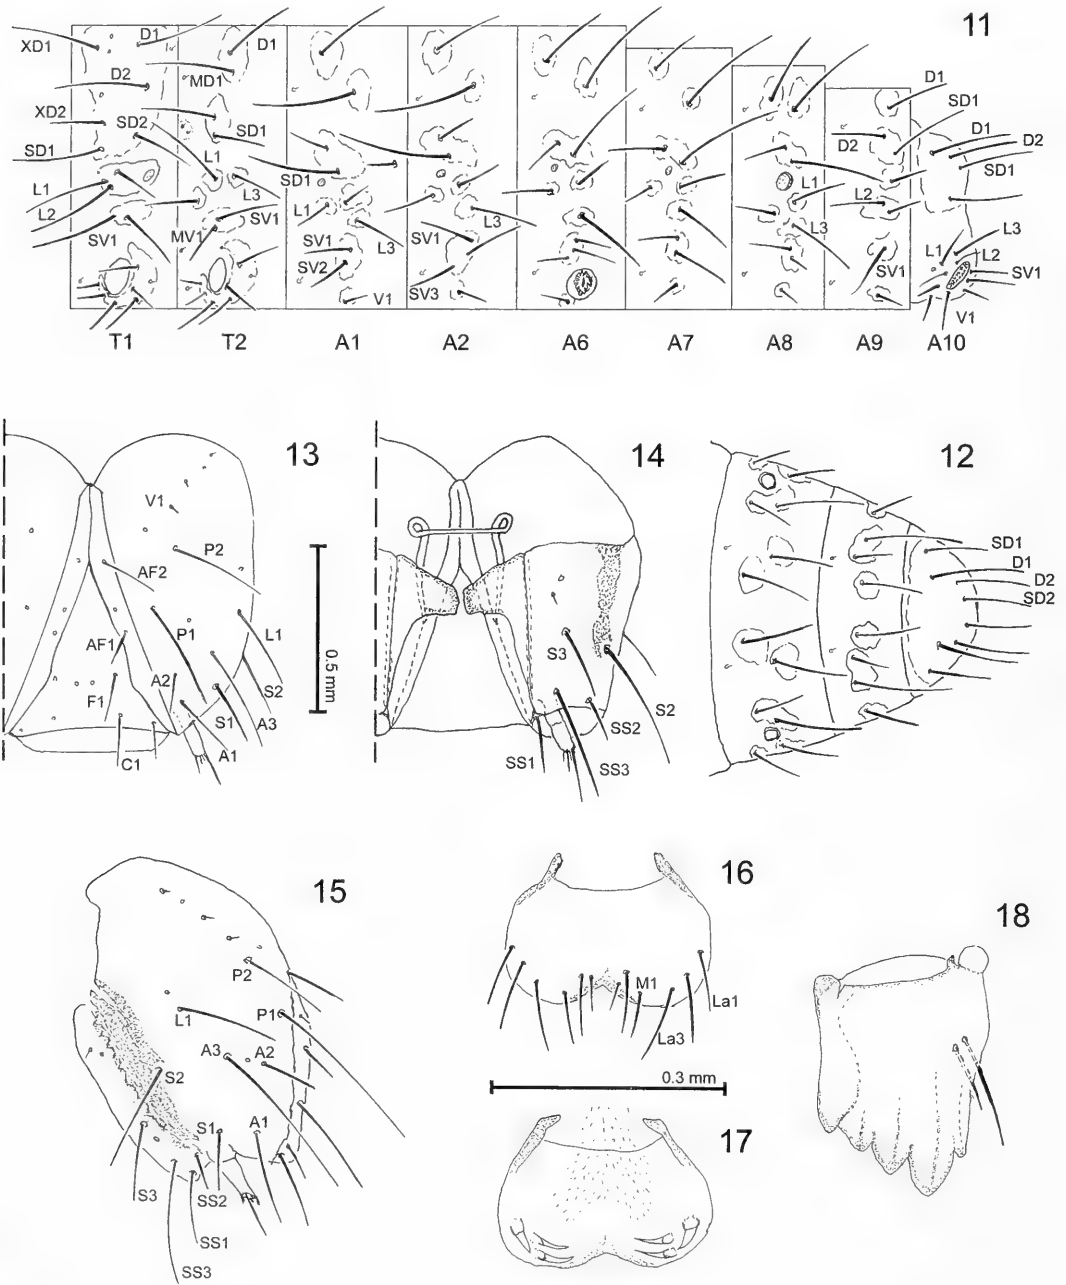 11
XD1 D1 D1 D1
D2 MD1 SD1
XD2 SD2 SD1 D1
D2 D2
SD1 L1 SD1
L1 L3 SD1 L1 L2
L2 SV1 L1 L3
MV1 L3
SV1 SV1 SV1 L3
SV2 L1 L2
SV1 SV1
V1 SV3 V1
T1 T2 A1 A2 A6 A7 A8 A9 A10
13
V1
P2
AF2
AF1 P1 L1
A2 S2
F1 S1 A3
C1 A1
0.5 mm
14
S3
S2
SS2
SS1 SS3
12
SD1
D1
D2
SD2
15
P2
L1 P1
A3 A2
S2
S1 A1
S3 SS2
SS1
SS3
16
M1
La1
La3
0.3 mm
17
18